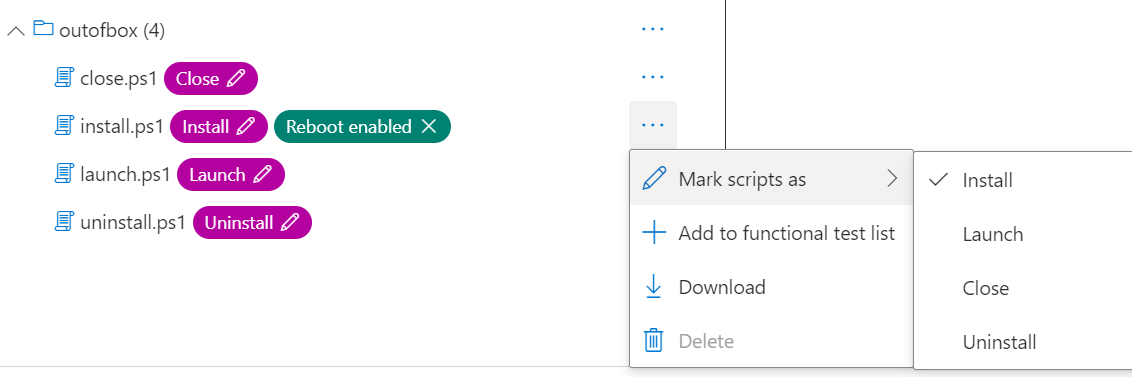 outofbox (4)
close.ps1 Close
install.ps1 Install Reboot enabled
launch.ps1 Launch
uninstall.ps1 Uninstall
Mark scripts as
Add to functional test list
Download
Delete
Install
Launch
Close
Uninstall